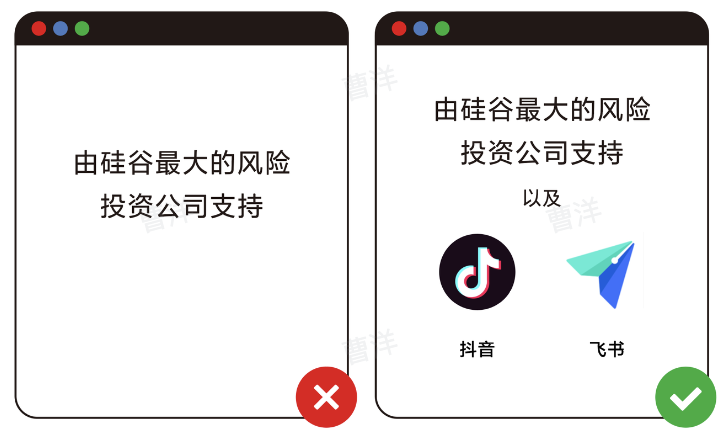 由硅谷最大的风险
投资公司支持
由硅谷最大的风险
投资公司支持
以及
抖音
飞书
曹洋
曹洋
曹洋
曹洋